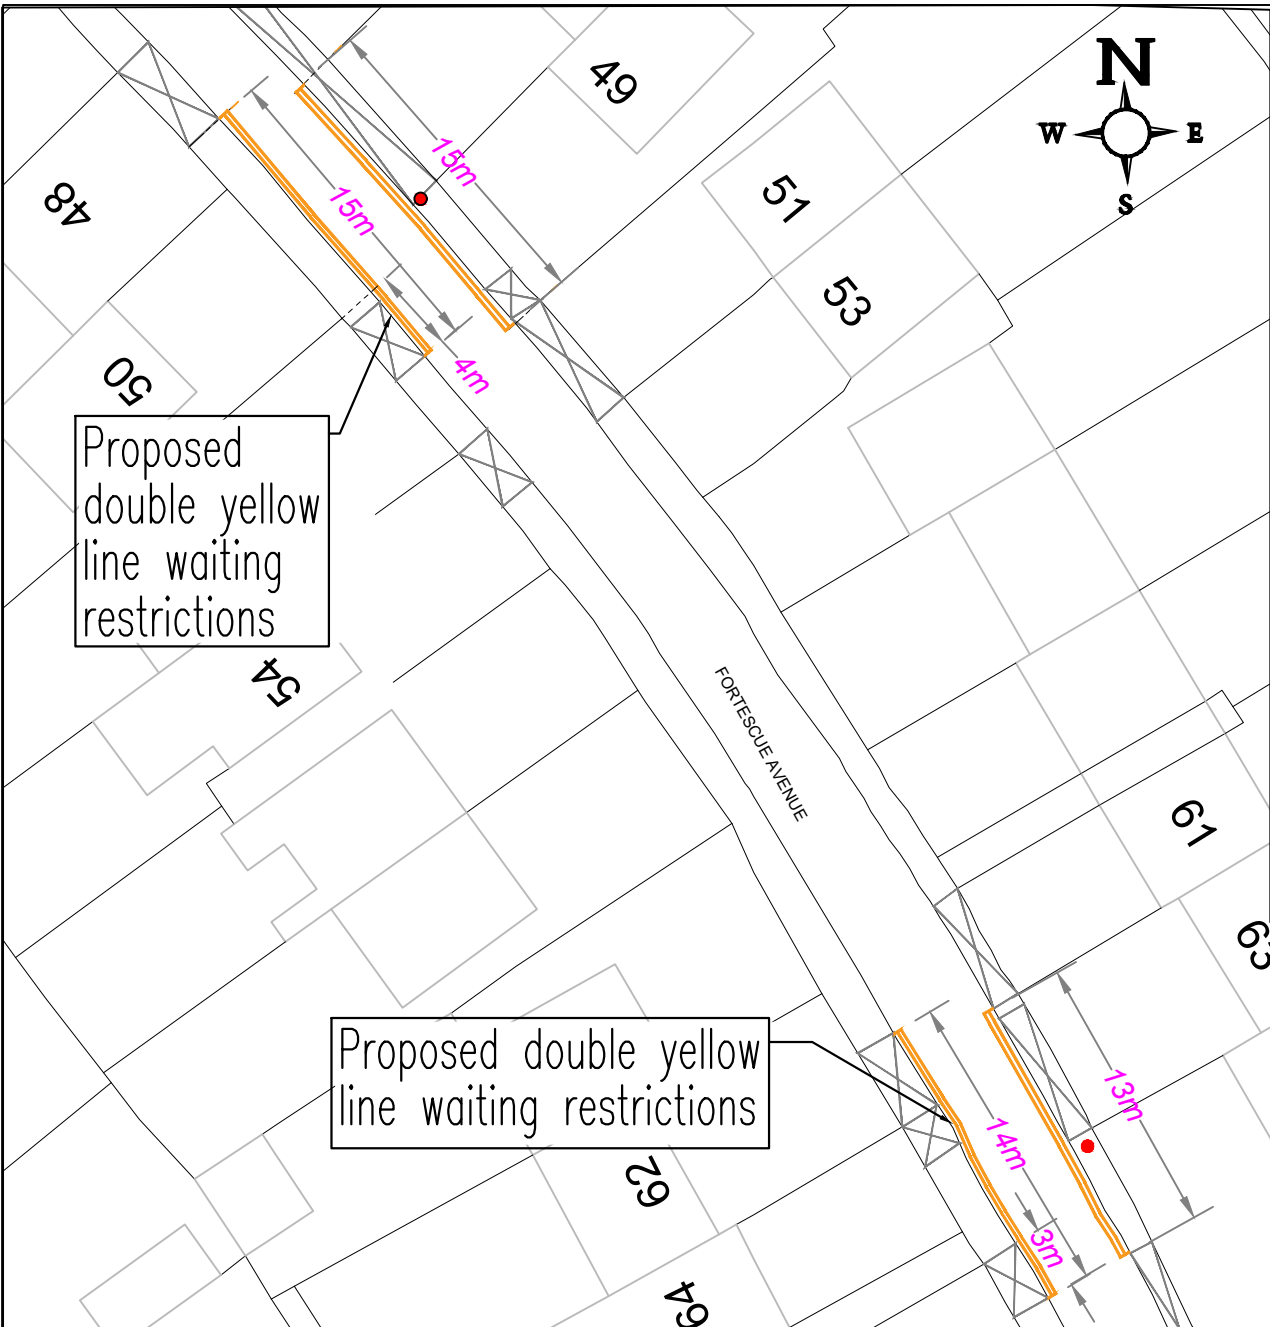 49
N
W
E
S
15m
51
48
15m
53
4m
50
Proposed
double yellow
line waiting
restrictions
54
FORTESCUE AVENUE
61
63
Proposed double yellow
line waiting restrictions
13m
14m
62
3m
64